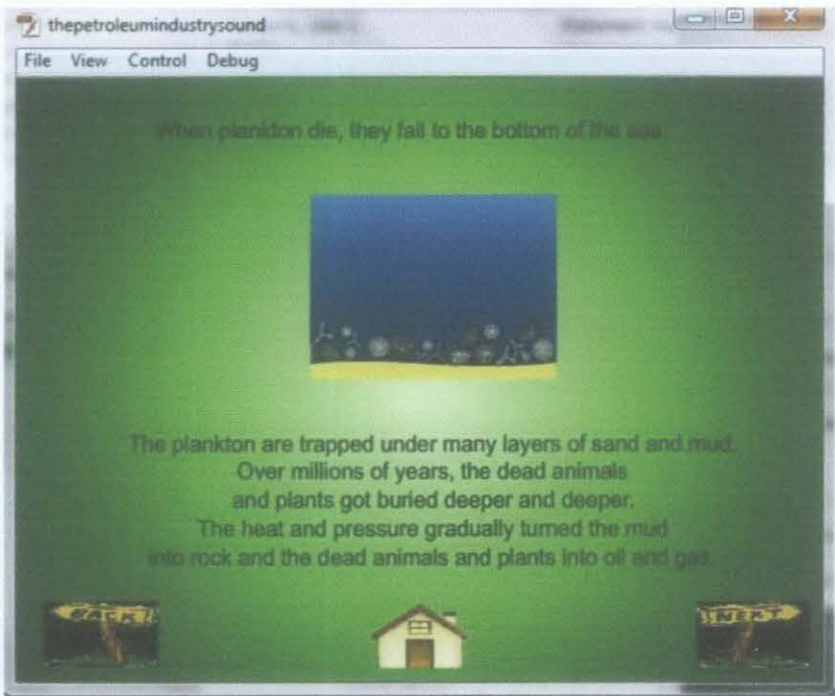 thepetroleumindustrysound
File View Control Debug
When plankton die, they fall to the bottom of the sea.
The plankton are trapped under many layers of sand and mud.
Over millions of years, the dead animals
and plants got buried deeper and deeper.
The heat and pressure gradually turned the mud
into rock and the dead animals and plants into oil and gas.
BACK!
NEXT